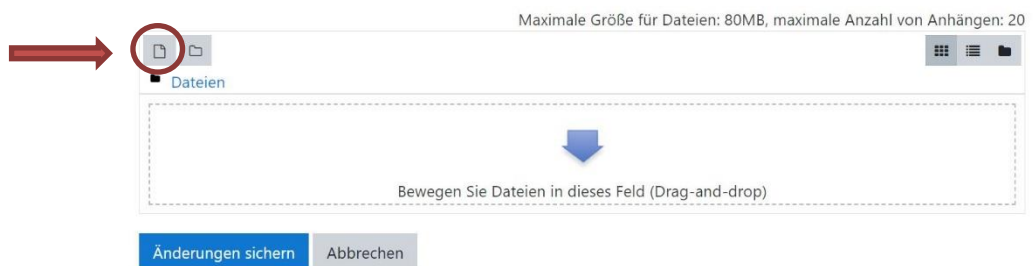 Maximale Größe für Dateien: 80MB, maximale Anzahl von Anhängen: 20
Dateien
Bewegen Sie Dateien in dieses Feld (Drag-and-drop)
Änderungen sichern Abbrechen